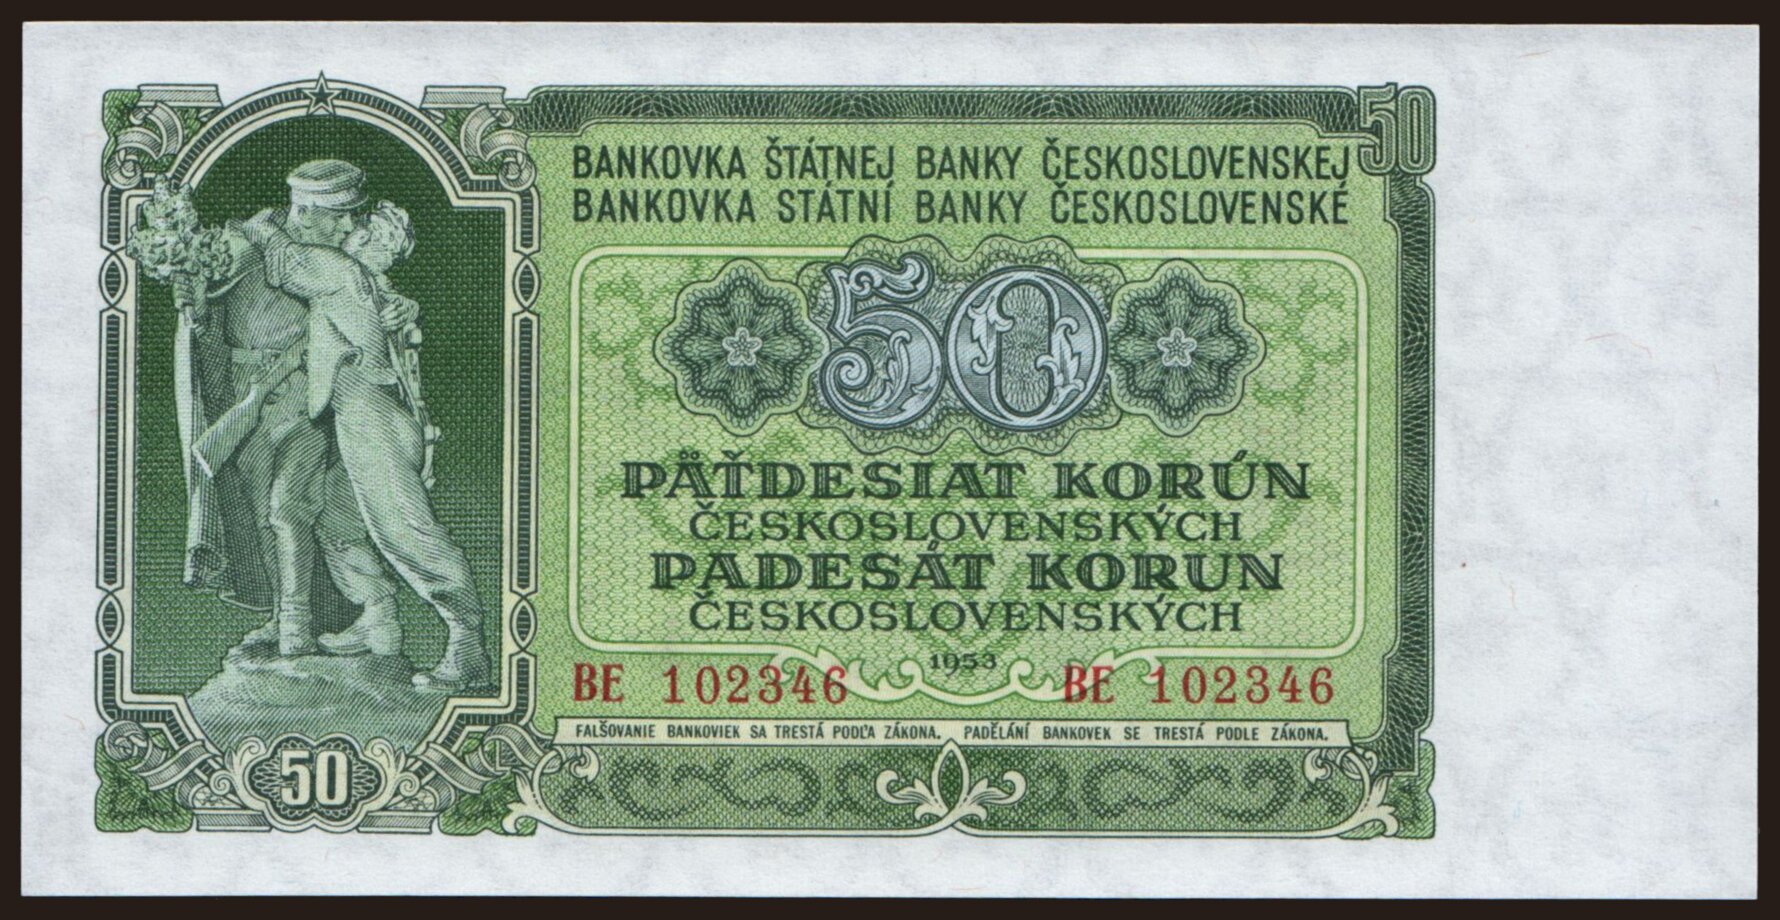 50
BANKOVKA ŠTÁTNEJ BANKY ČESKOSLOVENSKEJ
BANKOVKA STÁTNÍ BANKY ČESKOSLOVENSKÉ
50
PÄŤDESIAT KORÚN
ČESKOSLOVENSKÝCH
PADESÁT KORUN
ČESKOSLOVENSKÝCH
1953
BE 102346 BE 102346
FALŠOVANIE BANKOVIEK SA TRESTÁ PODĽA ZÁKONA. PADĚLÁNÍ BANKOVEK SE TRESTÁ PODLE ZÁKONA.
50